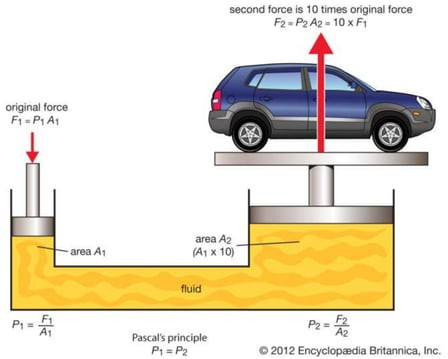 second force is 10 times original force
F₂ = P₂ A₂ = 10 x F₁
original force
F₁ = P₁ A₁
area A₁
area A₂
(A₁ x 10)
fluid
P₁ = F₁/A₁
P₂ = F₂/A₂
Pascal's principle
P₁ = P₂
© 2012 Encyclopædia Britannica, Inc.